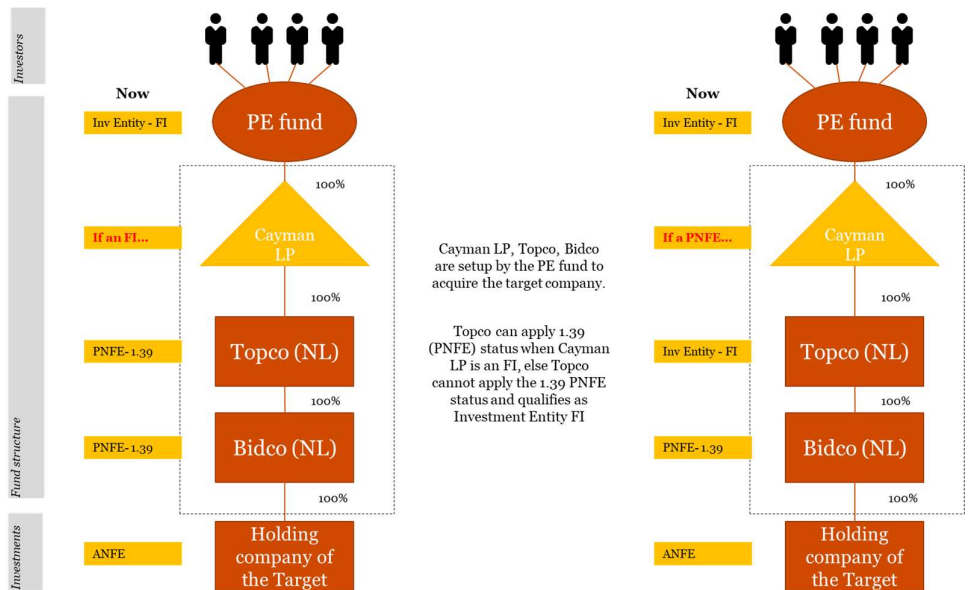 Investors
Now
Inv Entity - FI
PE fund
100%
If an FI...
Cayman
LP
100%
PNFE- 1.39
Topco (NL)
100%
PNFE-1.39
Bidco (NL)
100%
ANFE
Holding
company of
the Target
Fund structure
Investments
Cayman LP, Topco, Bidco
are setup by the PE fund to
acquire the target company.
Topco can apply 1.39
(PNFE) status when Cayman
LP is an FI, else Topco
cannot apply the 1.39 PNFE
status and qualifies as
Investment Entity FI
Now
Inv Entity - FI
PE fund
100%
If a PNFE...
Cayman
LP
100%
Inv Entity - FI
Topco (NL)
100%
PNFE-1.39
Bidco (NL)
100%
ANFE
Holding
company of
the Target